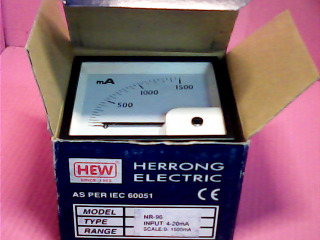 mA
500
1000
1500
HEW
HERRONG
ELECTRIC
AS PER IEC 60051
CE
MODEL NR-96
TYPE INPUT 4-20mA
RANGE SCALE:0-1500mA